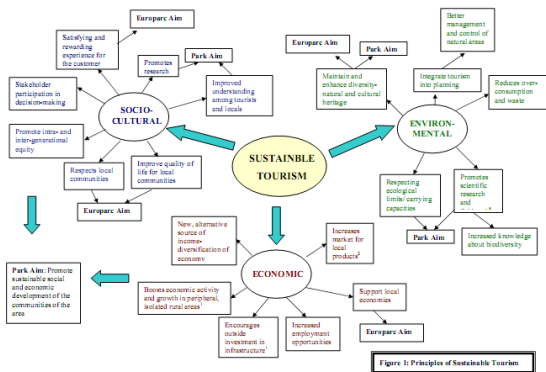 Europarc Aim
Satisfying and
rewarding
experience for
the customer
Promotes
research
Park Aim
Stakeholder
participation in
decision-making
SOCIO-
CULTURAL
Improved
understanding
among tourists
and locals
Promote intra- and
inter-generational
equity
Respects local
communities
Improve quality of
life for local
communities
Europarc Aim
Better
management
and control of
natural areas
Europarc Aim
Park Aim
Maintain and
enhance diversity-
natural and cultural
heritage
Integrate tourism
into planning
Reduces over-
consumption
and waste
ENVIRON-
MENTAL
SUSTAINBLE
TOURISM
Respecting
ecological
limits/ carrying
capacities
Promotes
scientific
research and
Park Aim
Increased knowledge
about biodiversity
New, alternative
source of
income-
diversification of
economy
Increases
market for
local
products²
ECONOMIC
Park Aim: Promote
sustainable social
and economic
development of the
communities of the
area
Boosts economic activity
and growth in peripheral,
isolated rural areas¹
Support local
economies
Encourages
outside
investment in
infrastructure¹
Increased
employment
opportunities
Europarc Aim
Figure 1: Principles of Sustainable Tourism